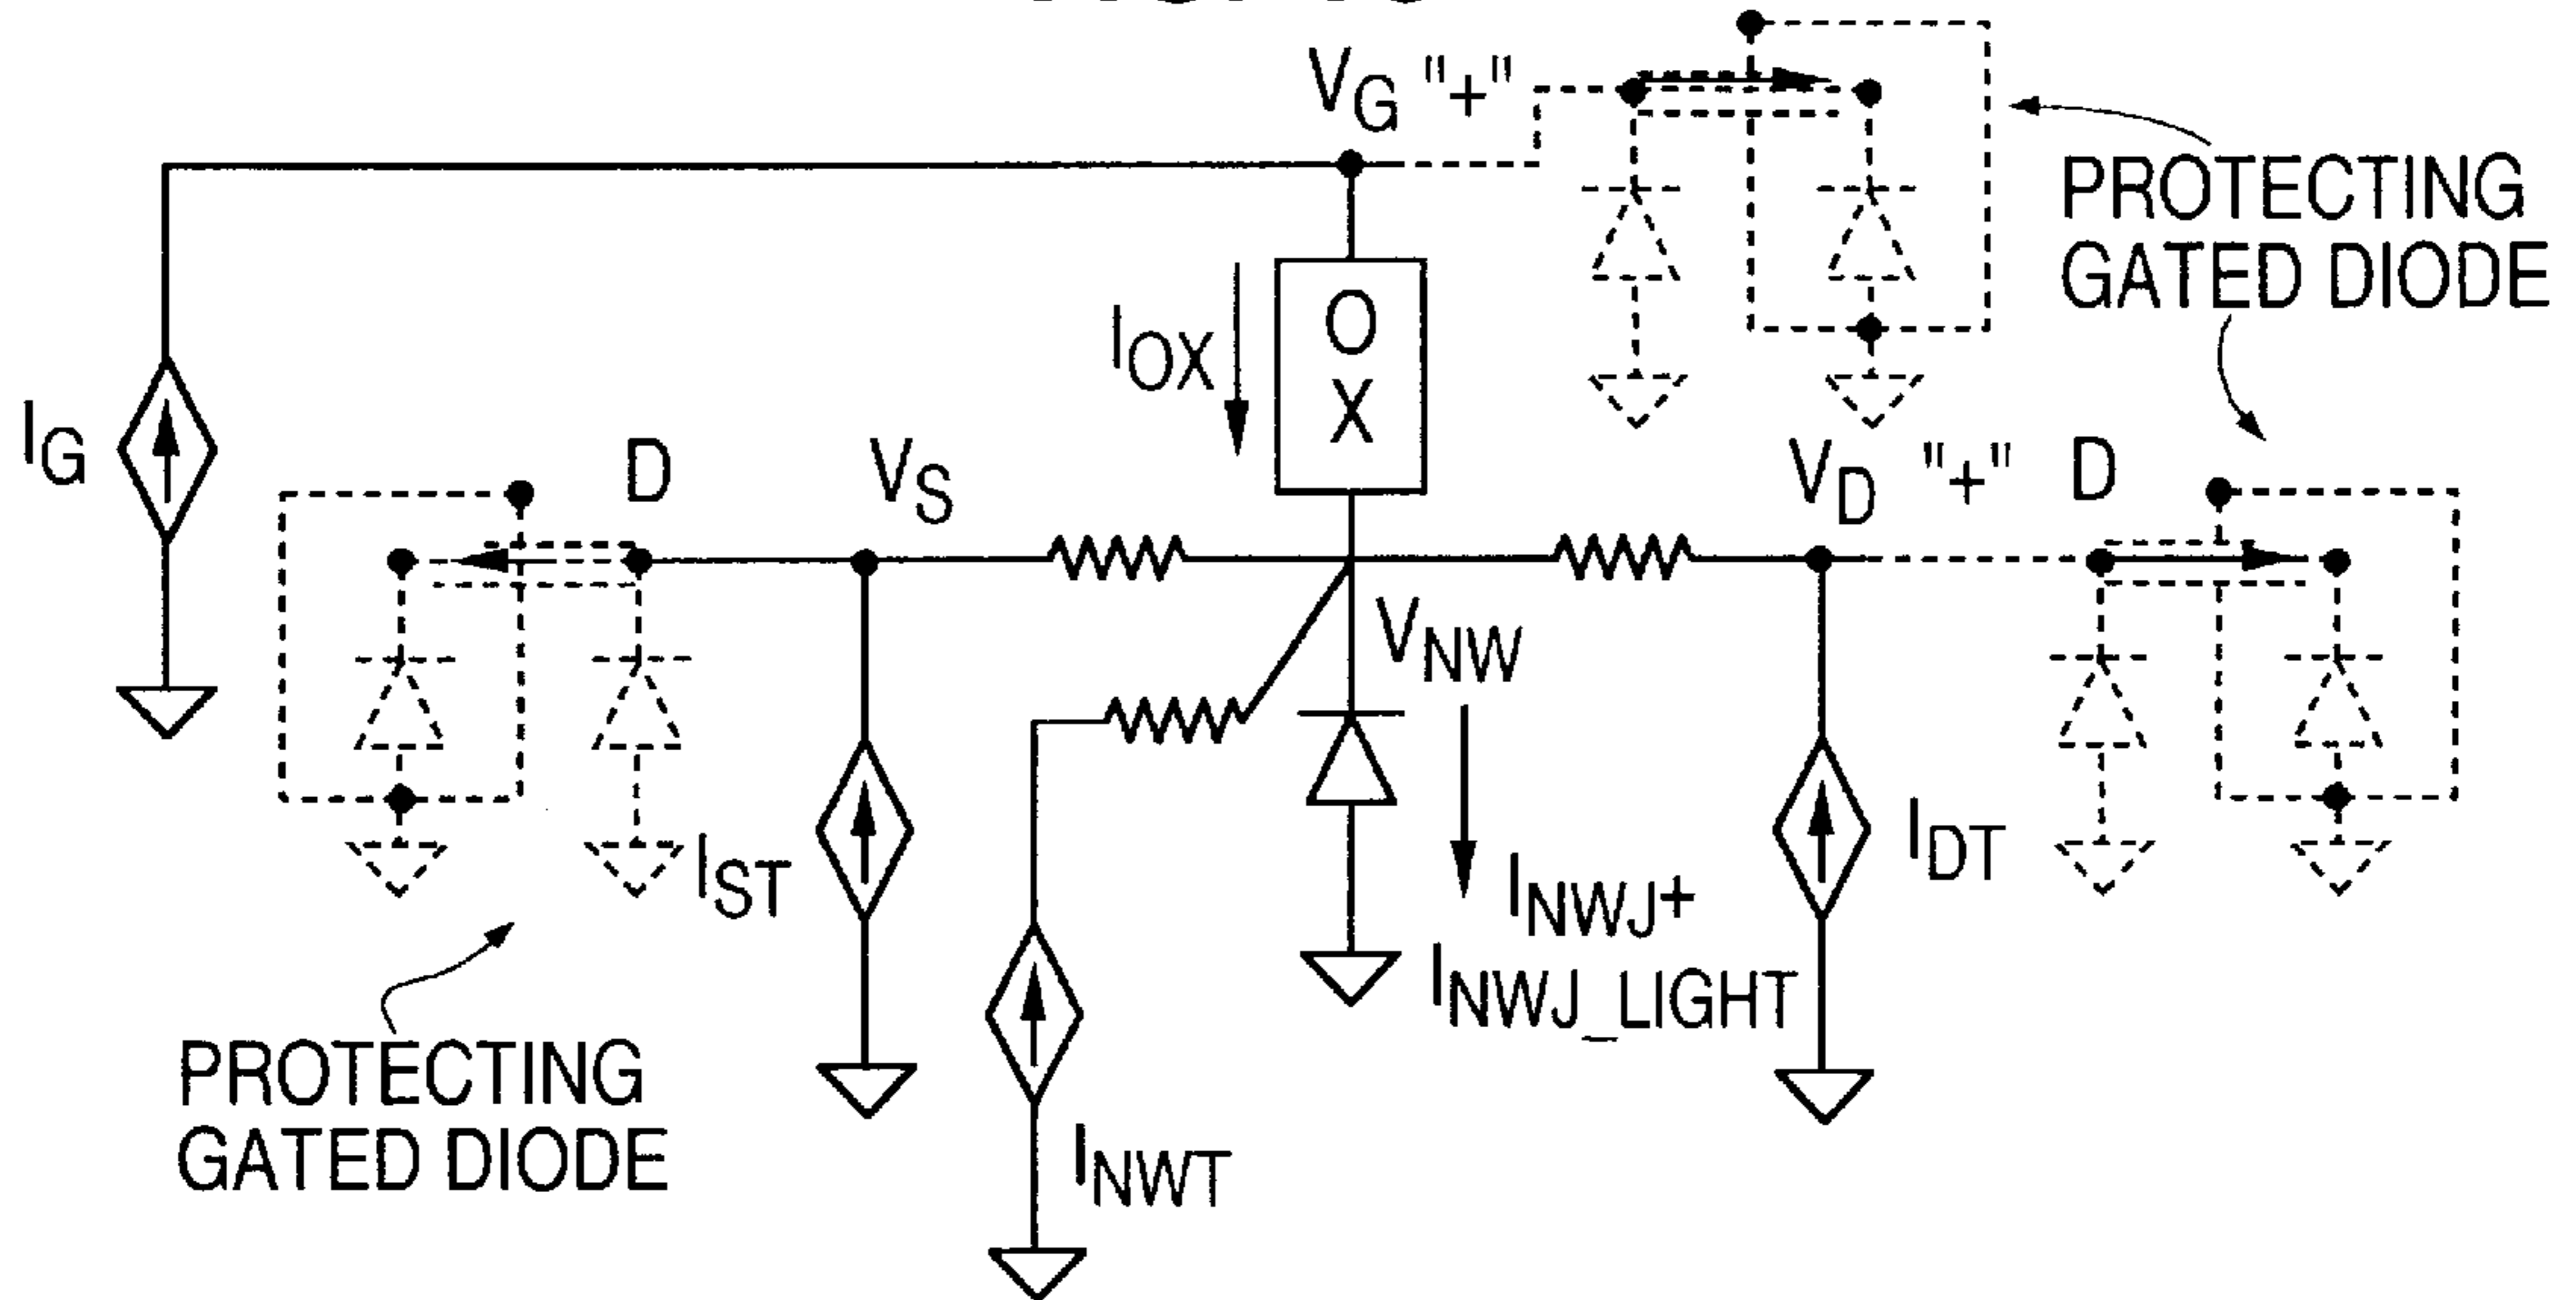 V_G "+"
PROTECTING
GATED DIODE
I_OX
O
X
I_G
D
V_S
V_D "+"
D
V_NW
I_ST
I_NWJ+
I_NWJ_LIGHT
I_DT
PROTECTING
GATED DIODE
I_NWT